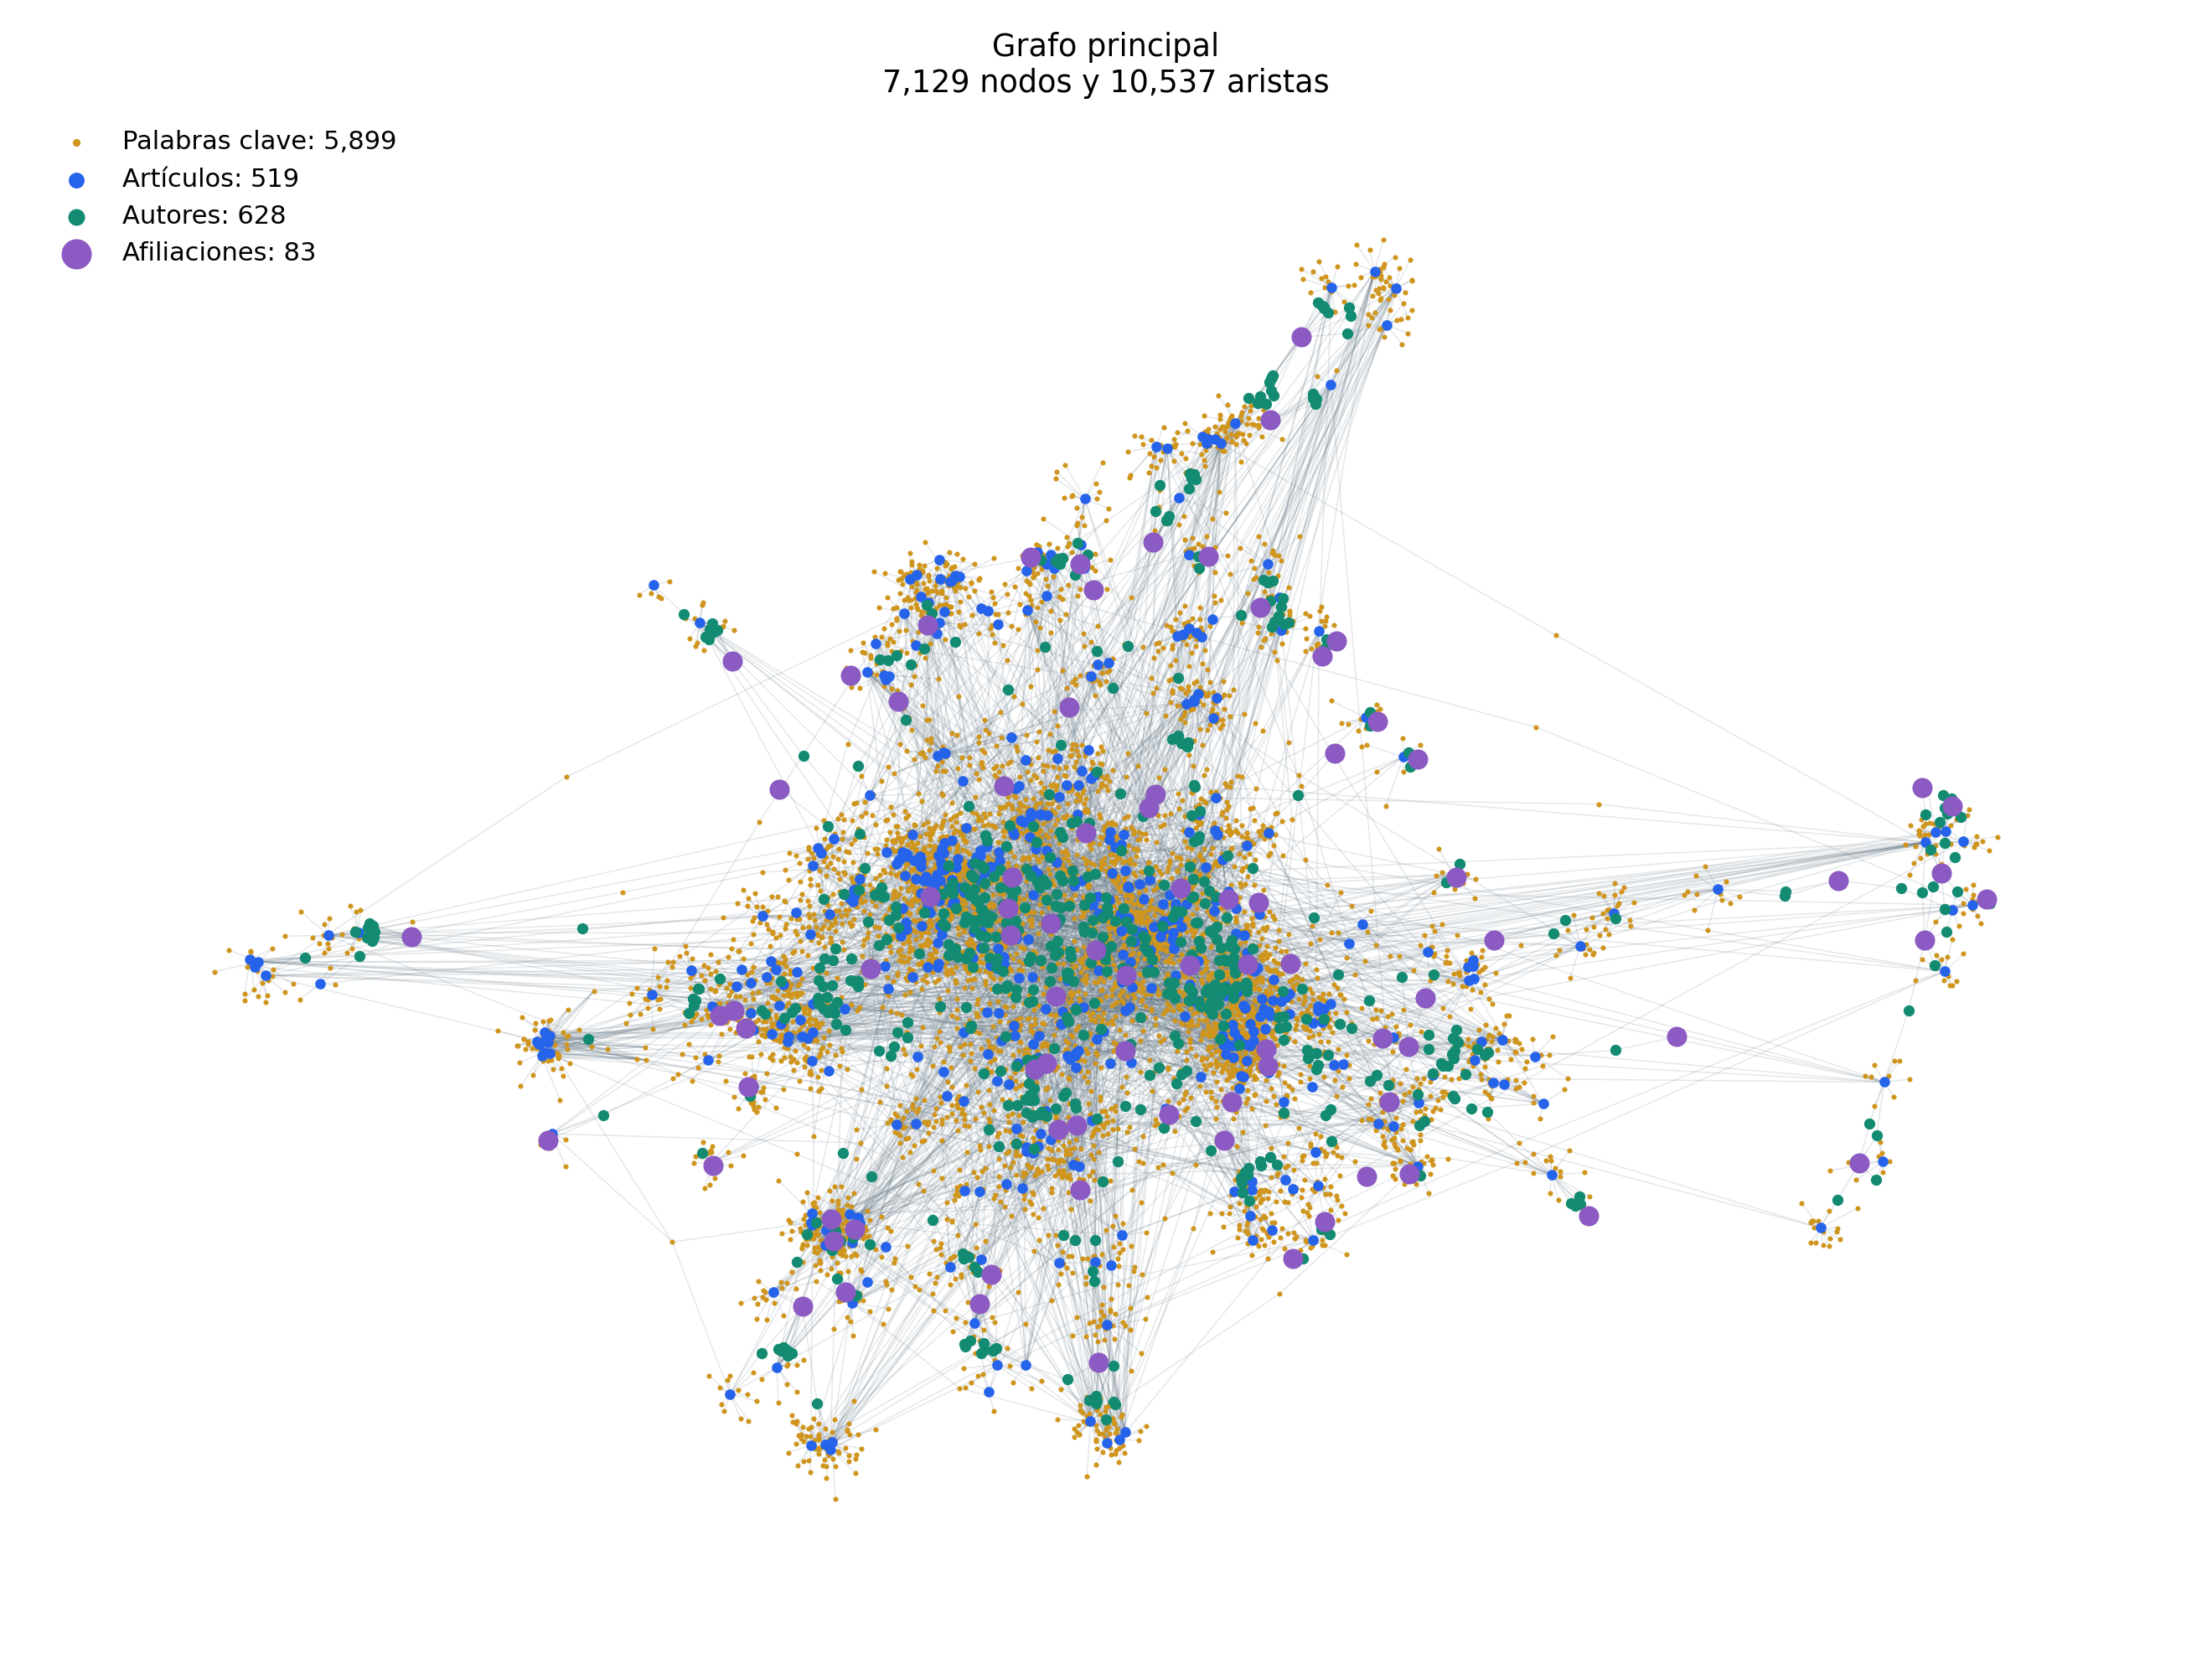 Grafo principal
7,129 nodos y 10,537 aristas
Palabras clave: 5,899
Artículos: 519
Autores: 628
Afiliaciones: 83